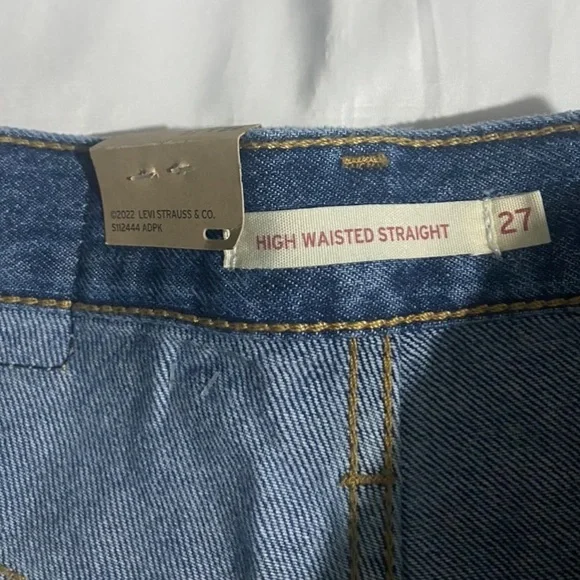 ©2022 LEVI STRAUSS & CO.
5112444 ADPK
HIGH WAISTED STRAIGHT 27